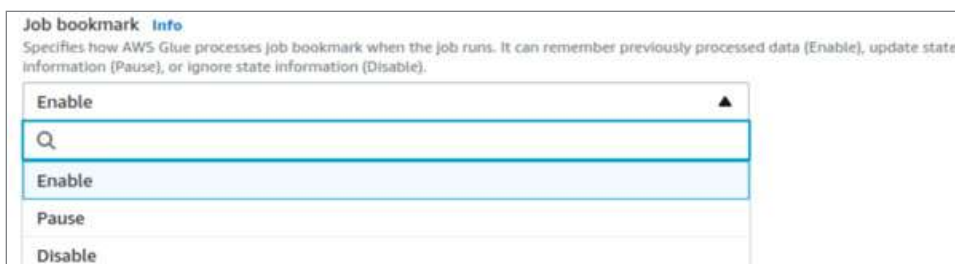 Job bookmark Info
Specifies how AWS Glue processes job bookmark when the job runs. It can remember previously processed data (Enable), update state
information (Pause), or ignore state information (Disable).
Enable
Enable
Pause
Disable